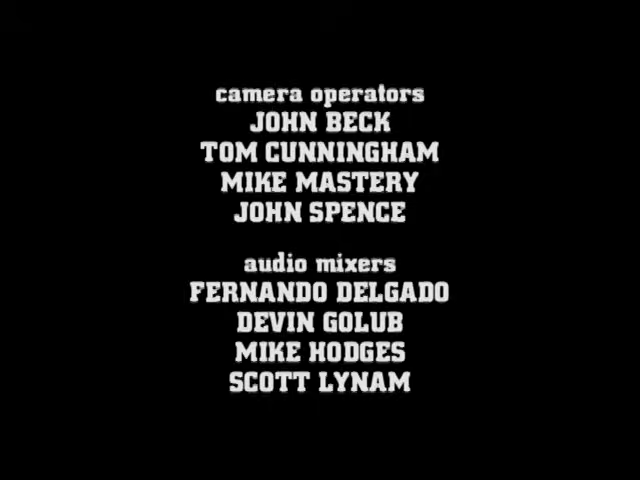 camera operators
JOHN BECK
TOM CUNNINGHAM
MIKE MASTERY
JOHN SPENCE
audio mixers
FERNANDO DELGADO
DEVIN GOLUB
MIKE HODGES
SCOTT LYNAM